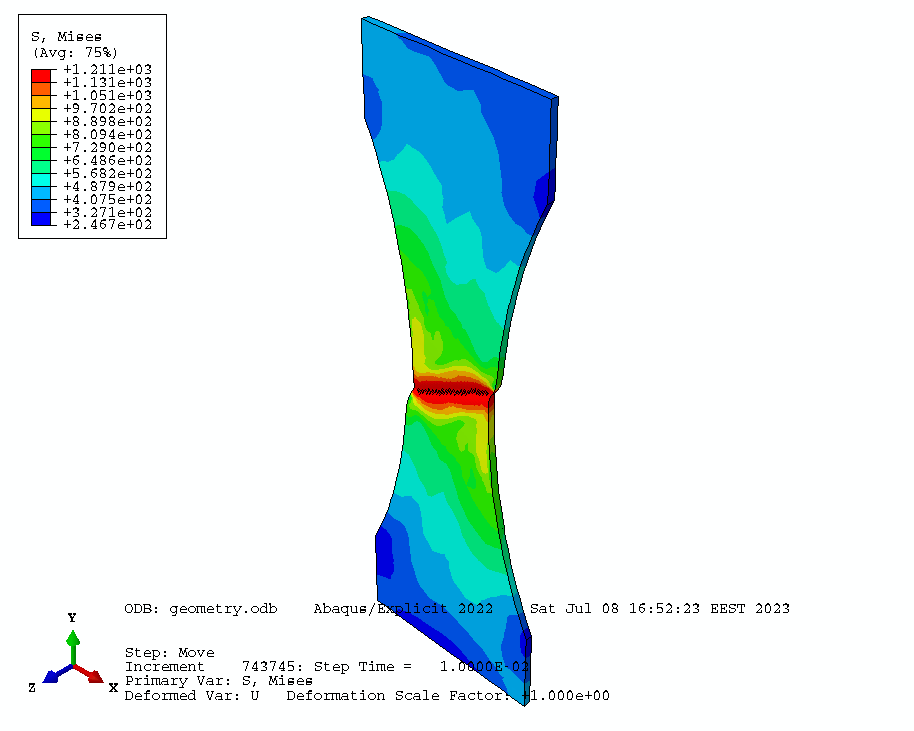 S, Mises
(Avg: 75%)
+1.211e+03
+1.131e+03
+1.051e+03
+9.702e+02
+8.898e+02
+8.094e+02
+7.290e+02
+6.486e+02
+5.682e+02
+4.879e+02
+4.075e+02
+3.271e+02
+2.467e+02
ODB: geometry.odb    Abaqus/Explicit 2022    Sat Jul 08 16:52:23 EEST 2023
Y
Z
X
Step: Move
Increment    743745: Step Time =    1.0000E-02
Primary Var: S, Mises
Deformed Var: U   Deformation Scale Factor: +1.000e+00